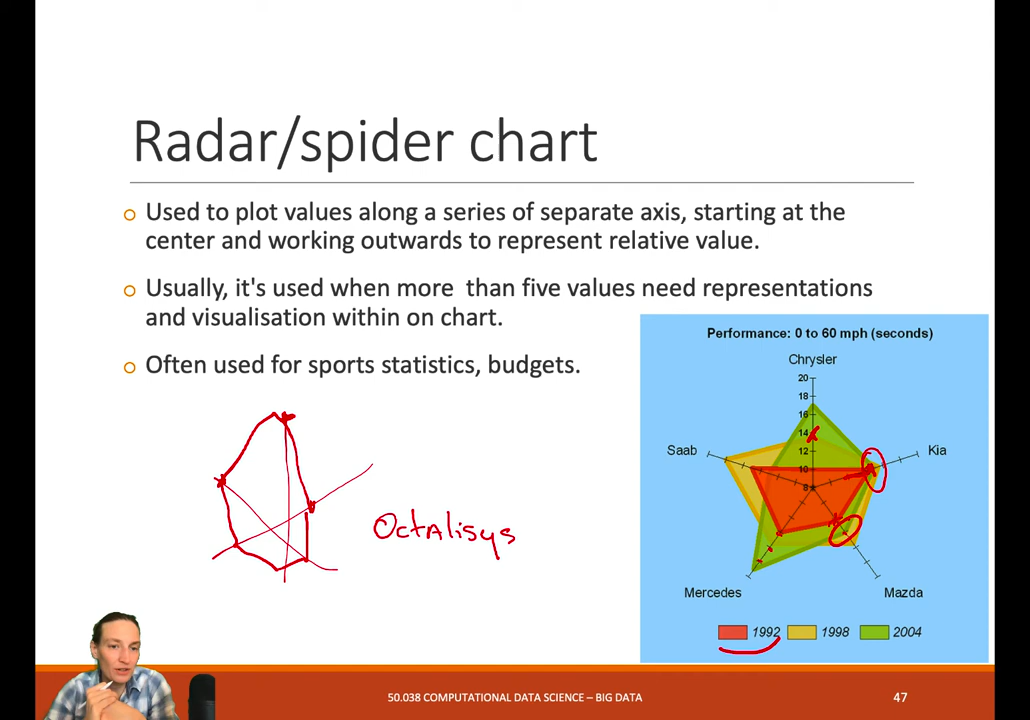 Radar/spider chart
o Used to plot values along a series of separate axis, starting at the
center and working outwards to represent relative value.
o Usually, it's used when more than five values need representations
and visualisation within on chart.
o Often used for sports statistics, budgets.
Performance: 0 to 60 mph (seconds)
Chrysler
20
18
16
14
12
10
8
Saab
Kia
Mercedes
Mazda
1992 1998 2004
Octalisys
50.038 COMPUTATIONAL DATA SCIENCE – BIG DATA
47